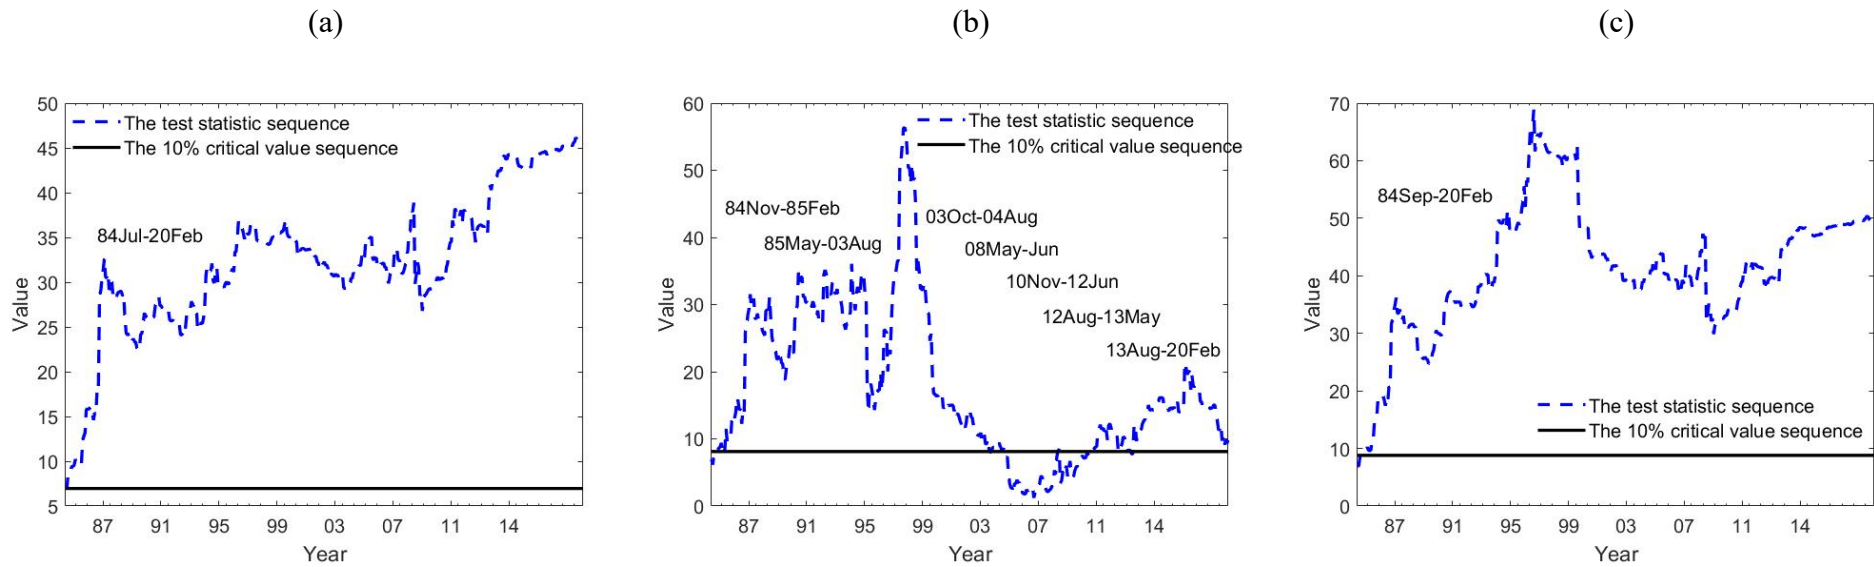 (a)
50
45
40
35
30
25
20
15
10
5
Value
The test statistic sequence
The 10% critical value sequence
84Jul-20Feb
87 91 95 99 03 07 11 14
Year
(b)
60
50
40
30
20
10
0
Value
The test statistic sequence
The 10% critical value sequence
84Nov-85Feb
03Oct-04Aug
85May-03Aug
08May-Jun
10Nov-12Jun
12Aug-13May
13Aug-20Feb
87 91 95 99 03 07 11 14
Year
(c)
70
60
50
40
30
20
10
0
Value
84Sep-20Feb
The test statistic sequence
The 10% critical value sequence
87 91 95 99 03 07 11 14
Year